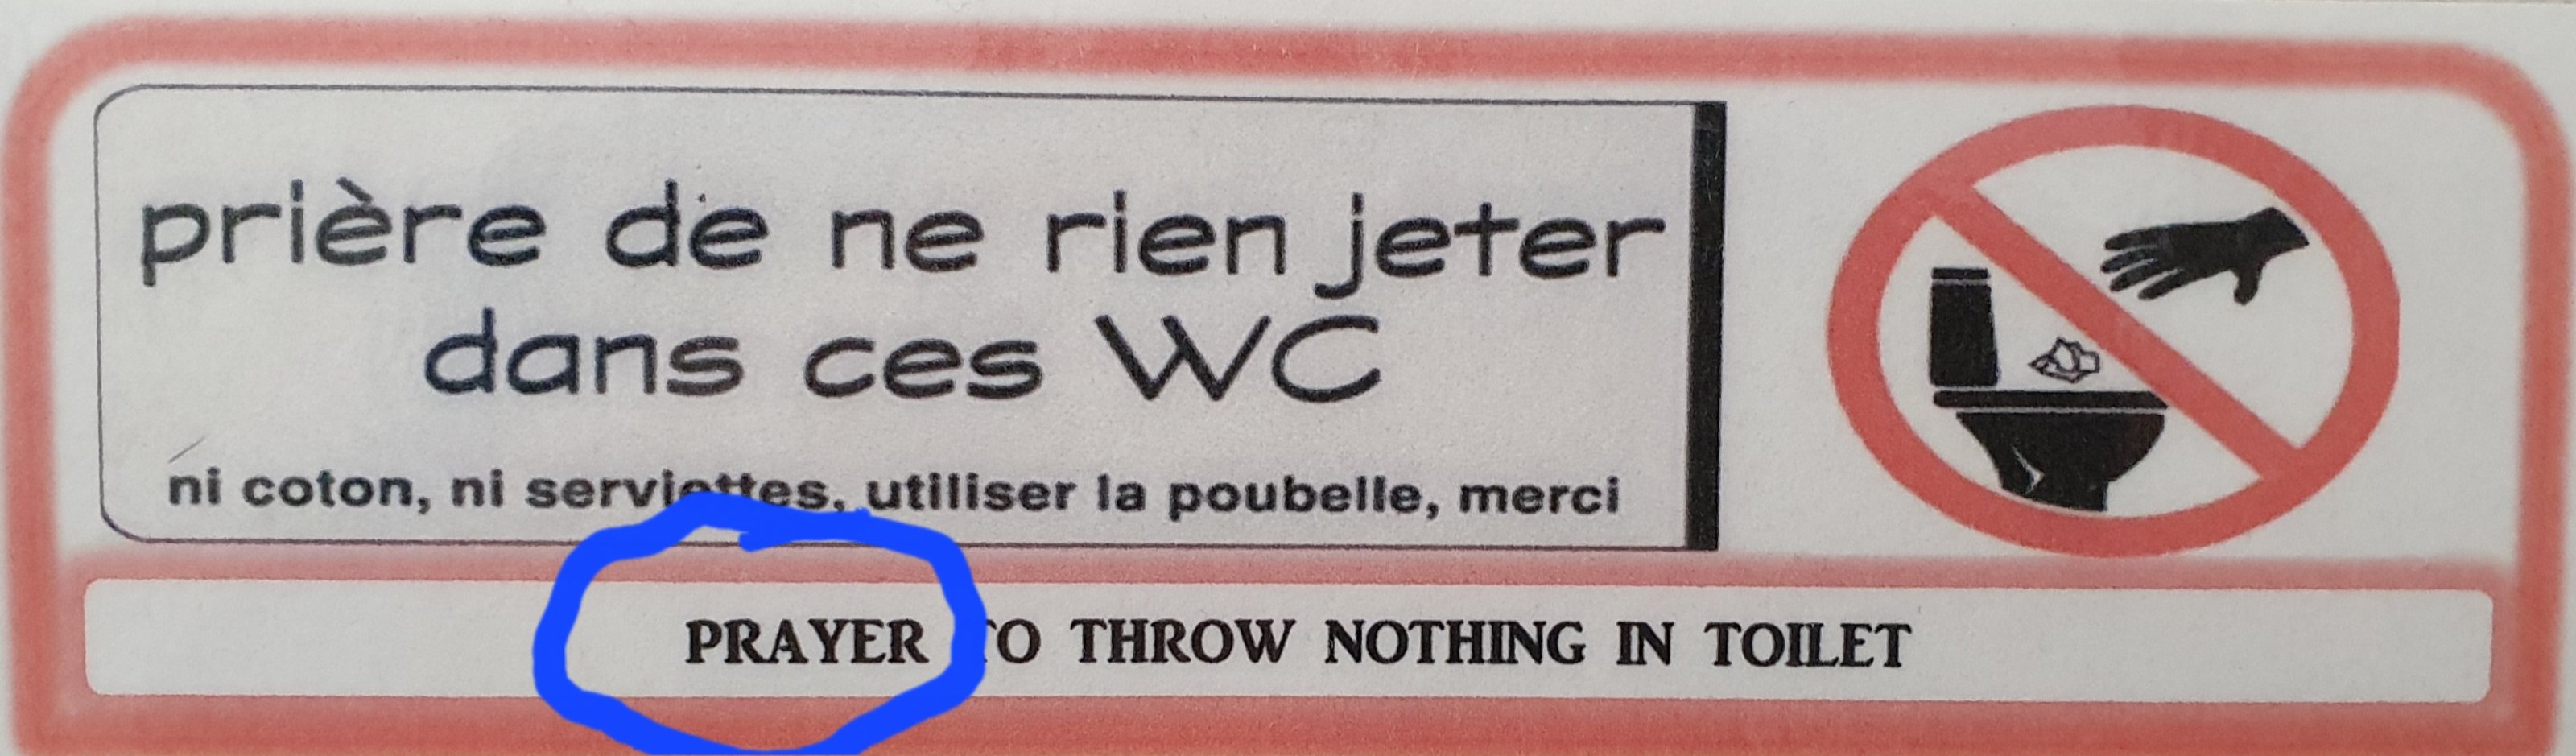 prière de ne rien jeter
dans ces WC
ni coton, ni serviettes, utiliser la poubelle, merci
PRAYER TO THROW NOTHING IN TOILET